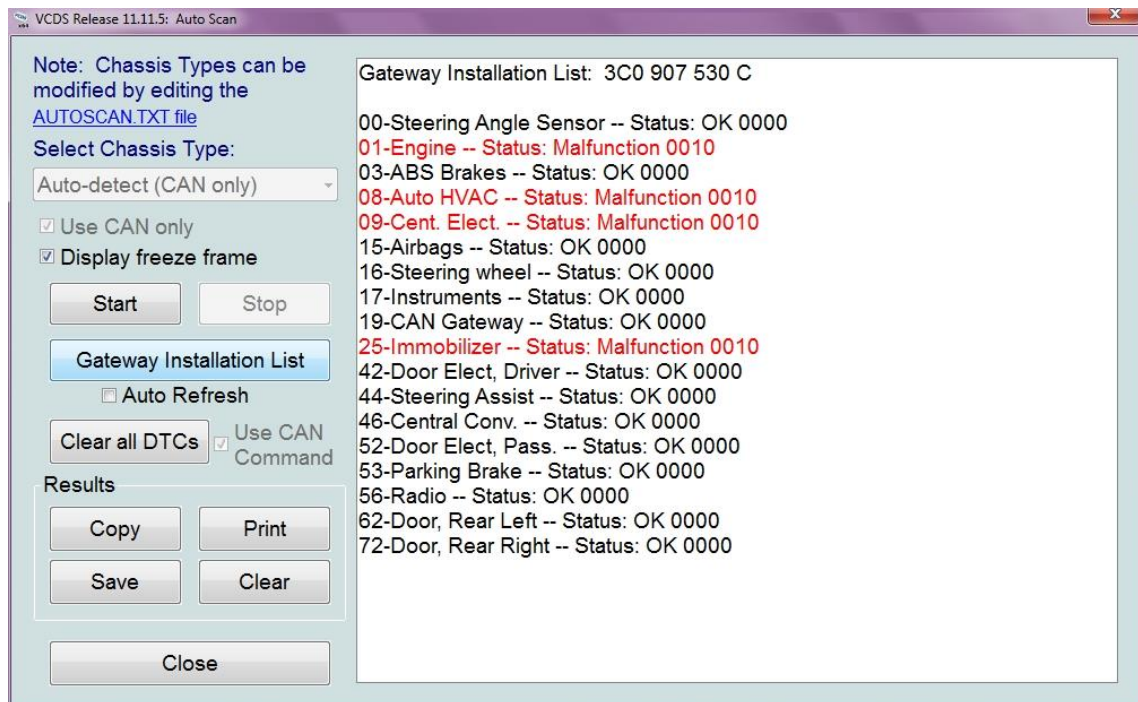 VCDS Release 11.11.5: Auto Scan
Note: Chassis Types can be
modified by editing the
AUTOSCAN.TXT file
Select Chassis Type:
Auto-detect (CAN only)
Use CAN only
Display freeze frame
Start
Stop
Gateway Installation List
Auto Refresh
Clear all DTCs
Use CAN
Command
Results
Copy
Print
Save
Clear
Close
Gateway Installation List: 3C0 907 530 C
00-Steering Angle Sensor -- Status: OK 0000
01-Engine -- Status: Malfunction 0010
03-ABS Brakes -- Status: OK 0000
08-Auto HVAC -- Status: Malfunction 0010
09-Cent. Elect. -- Status: Malfunction 0010
15-Airbags -- Status: OK 0000
16-Steering wheel -- Status: OK 0000
17-Instruments -- Status: OK 0000
19-CAN Gateway -- Status: OK 0000
25-Immobilizer -- Status: Malfunction 0010
42-Door Elect, Driver -- Status: OK 0000
44-Steering Assist -- Status: OK 0000
46-Central Conv. -- Status: OK 0000
52-Door Elect, Pass. -- Status: OK 0000
53-Parking Brake -- Status: OK 0000
56-Radio -- Status: OK 0000
62-Door, Rear Left -- Status: OK 0000
72-Door, Rear Right -- Status: OK 0000